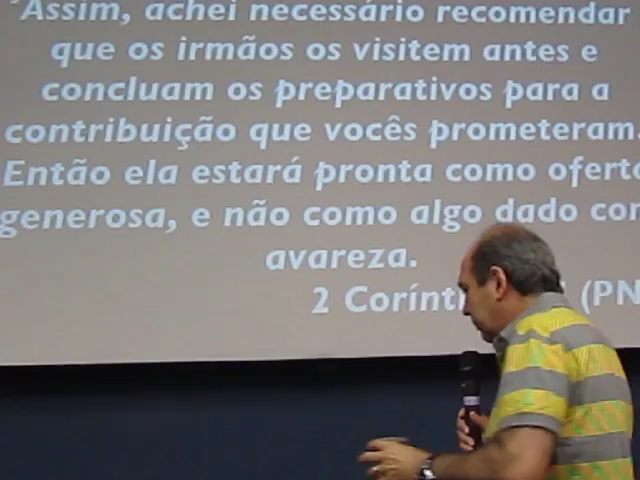 Assim, achei necessário recomendar
que os irmãos os visitem antes e
concluam os preparativos para a
contribuição que vocês prometeram.
Então ela estará pronta como oferta
generosa, e não como algo dado com
avareza.
2 Corínt (PN